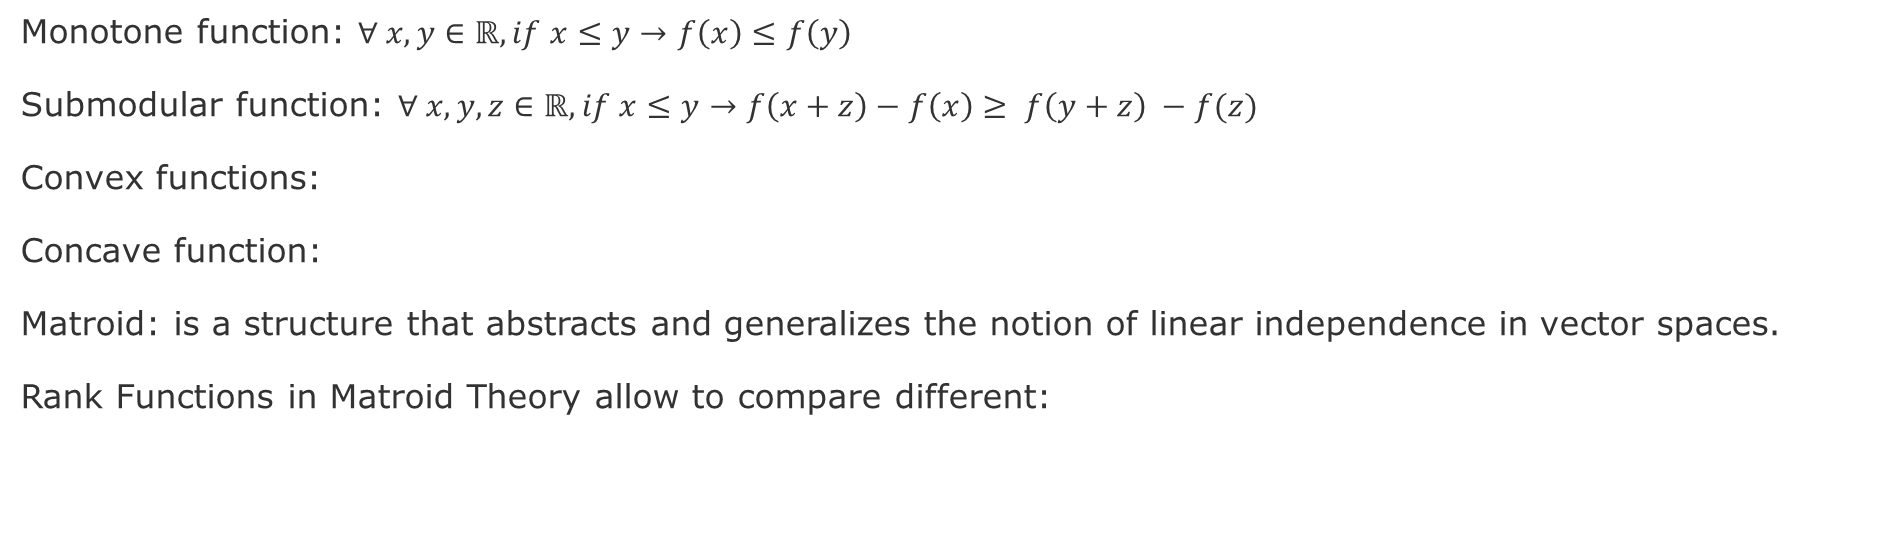 Monotone function: ∀ x, y ∈ ℝ, if x ≤ y → f(x) ≤ f(y)
Submodular function: ∀ x, y, z ∈ ℝ, if x ≤ y → f(x + z) − f(x) ≥ f(y + z) − f(z)
Convex functions:
Concave function:
Matroid: is a structure that abstracts and generalizes the notion of linear independence in vector spaces.
Rank Functions in Matroid Theory allow to compare different: